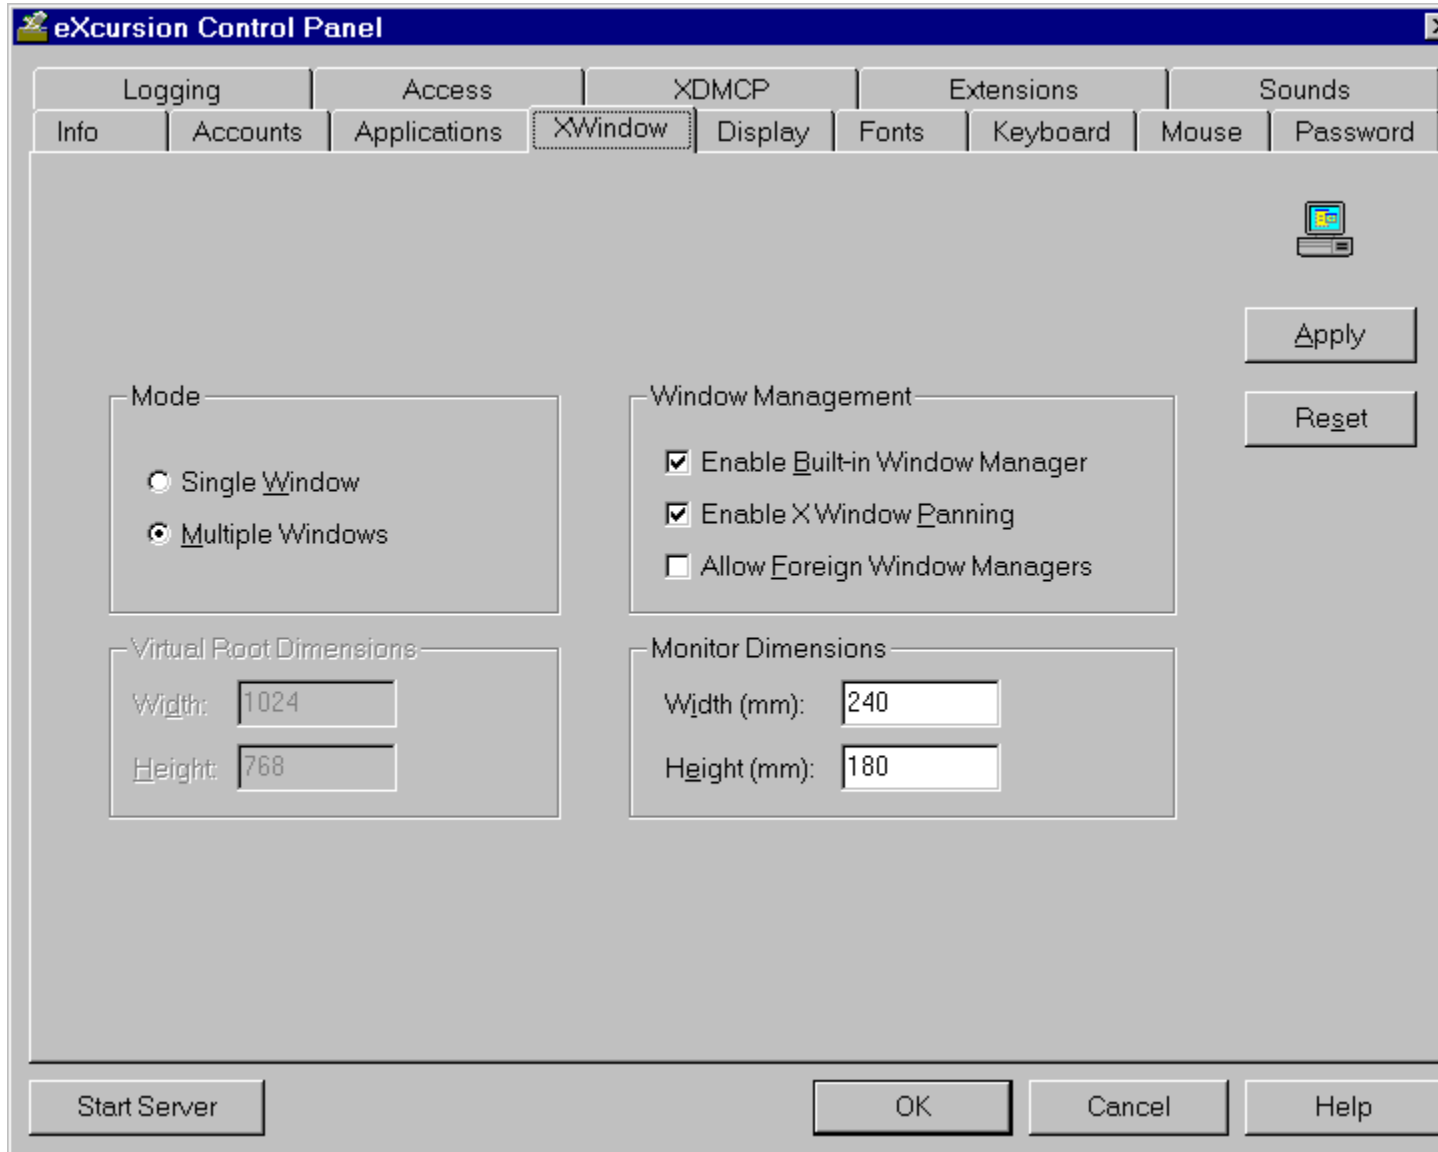 eXcursion Control Panel
Logging Access XDMCP Extensions Sounds
Info Accounts Applications XWindow Display Fonts Keyboard Mouse Password
Apply
Reset
Mode
Single Window
Multiple Windows
Window Management
Enable Built-in Window Manager
Enable X Window Panning
Allow Foreign Window Managers
Virtual Root Dimensions
Width: 1024
Height: 768
Monitor Dimensions
Width (mm): 240
Height (mm): 180
Start Server OK Cancel Help